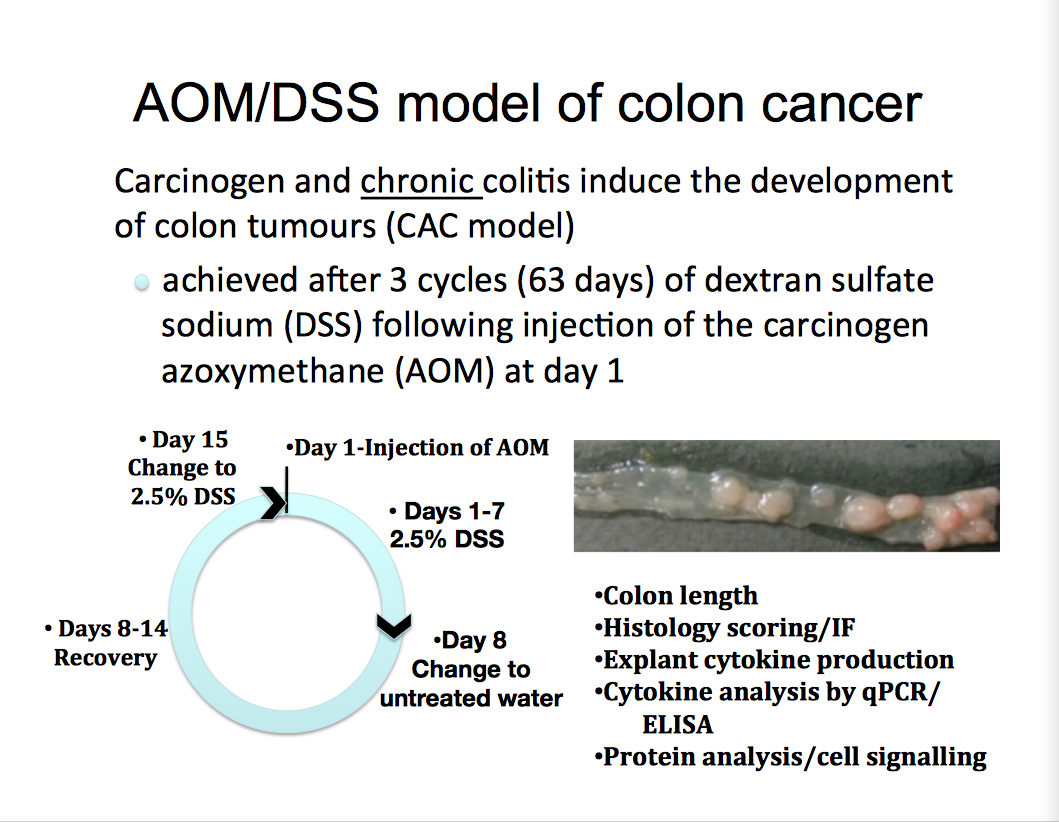 AOM/DSS model of colon cancer
Carcinogen and chronic colitis induce the development
of colon tumours (CAC model)
achieved after 3 cycles (63 days) of dextran sulfate
sodium (DSS) following injection of the carcinogen
azoxymethane (AOM) at day 1
• Day 15
Change to
2.5% DSS
•Day 1-Injection of AOM
• Days 1-7
2.5% DSS
•Day 8
Change to
untreated water
• Days 8-14
Recovery
•Colon length
•Histology scoring/IF
•Explant cytokine production
•Cytokine analysis by qPCR/
ELISA
•Protein analysis/cell signalling